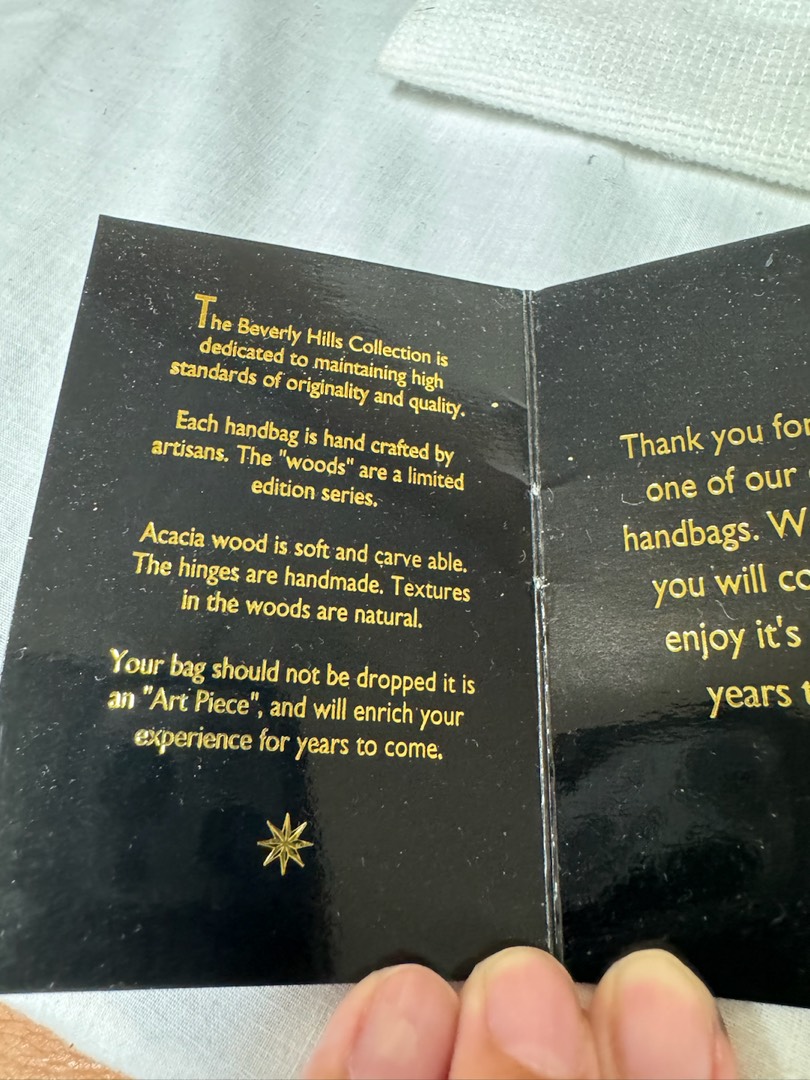 The Beverly Hills Collection is
dedicated to maintaining high
standards of originality and quality.
Each handbag is hand crafted by
artisans. The "woods" are a limited
edition series.
Acacia wood is soft and carve able.
The hinges are handmade. Textures
in the woods are natural.
Your bag should not be dropped it is
an "Art Piece", and will enrich your
experience for years to come.
Thank you for
one of our
handbags. W
you will co
enjoy it's
years t